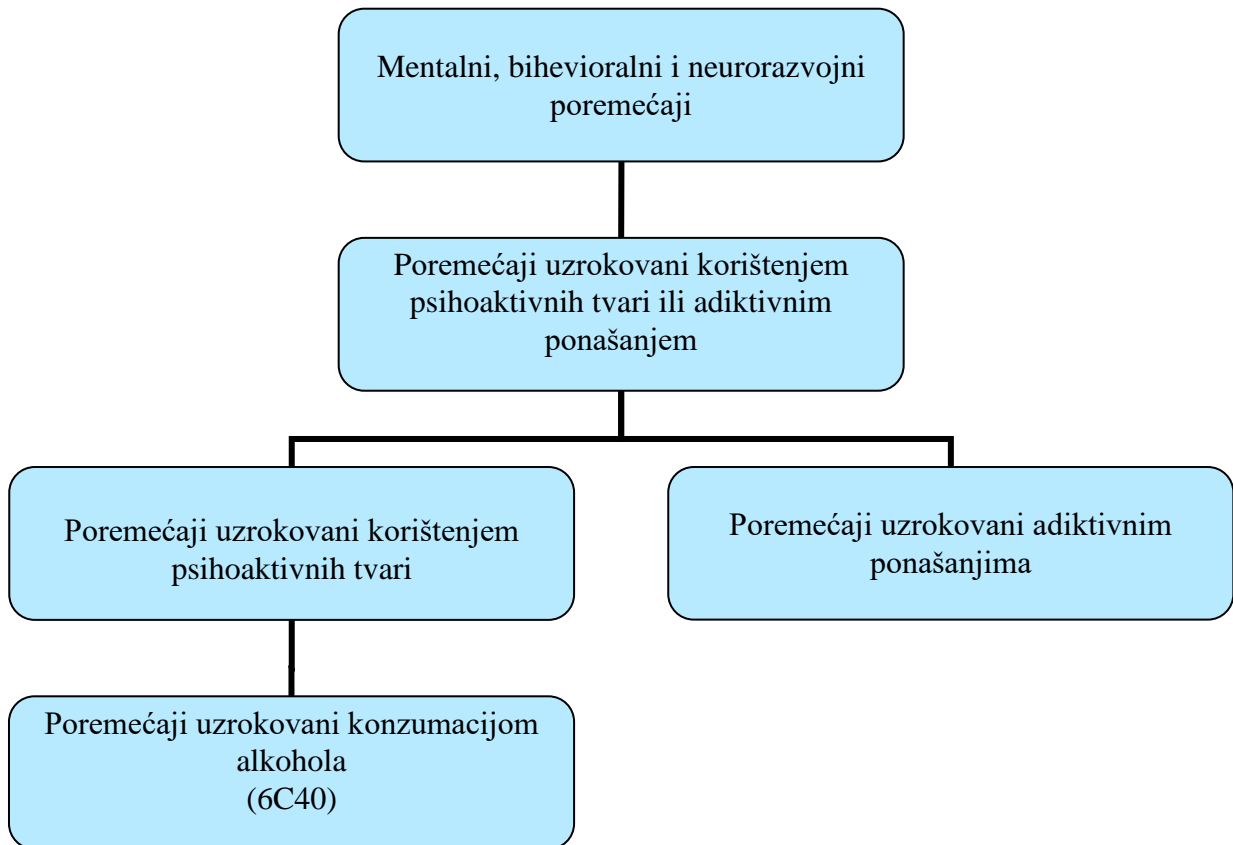 Mentalni, bihevioralni i neurorazvojni
poremećaji
Poremećaji uzrokovani korištenjem
psihoaktivnih tvari ili adiktivnim
ponašanjem
Poremećaji uzrokovani korištenjem
psihoaktivnih tvari
Poremećaji uzrokovani adiktivnim
ponašanjima
Poremećaji uzrokovani konzumacijom
alkohola
(6C40)